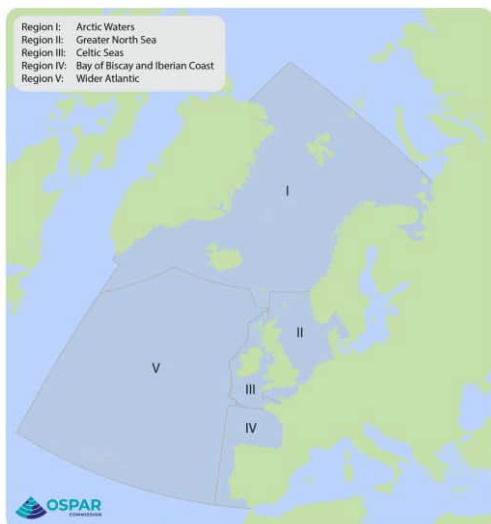 Region I: Arctic Waters
Region II: Greater North Sea
Region III: Celtic Seas
Region IV: Bay of Biscay and Iberian Coast
Region V: Wider Atlantic
I
II
V
III
IV
OSPAR
COMMISSION